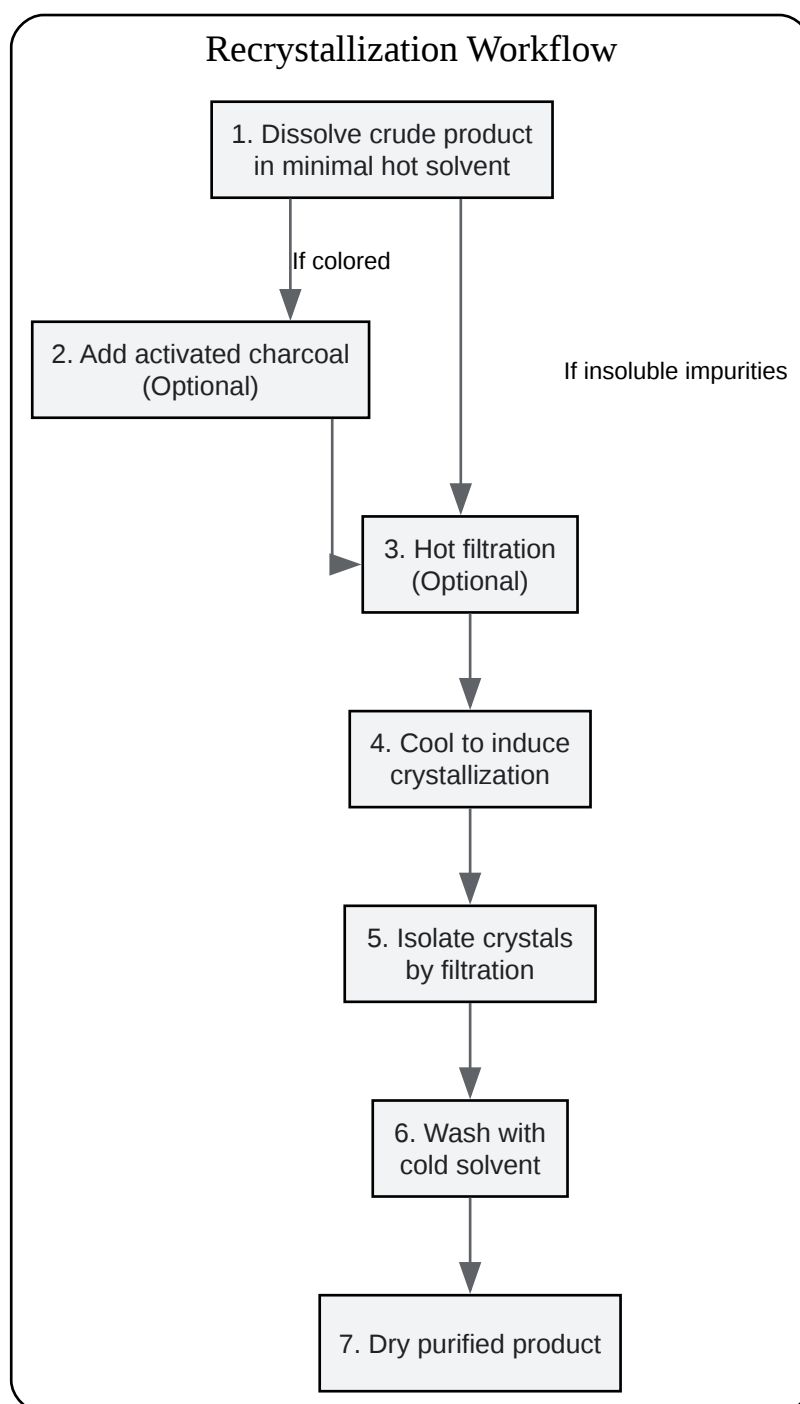 Recrystallization Workflow
1. Dissolve crude product
in minimal hot solvent
If colored
2. Add activated charcoal
(Optional)
If insoluble impurities
3. Hot filtration
(Optional)
4. Cool to induce
crystallization
5. Isolate crystals
by filtration
6. Wash with
cold solvent
7. Dry purified product